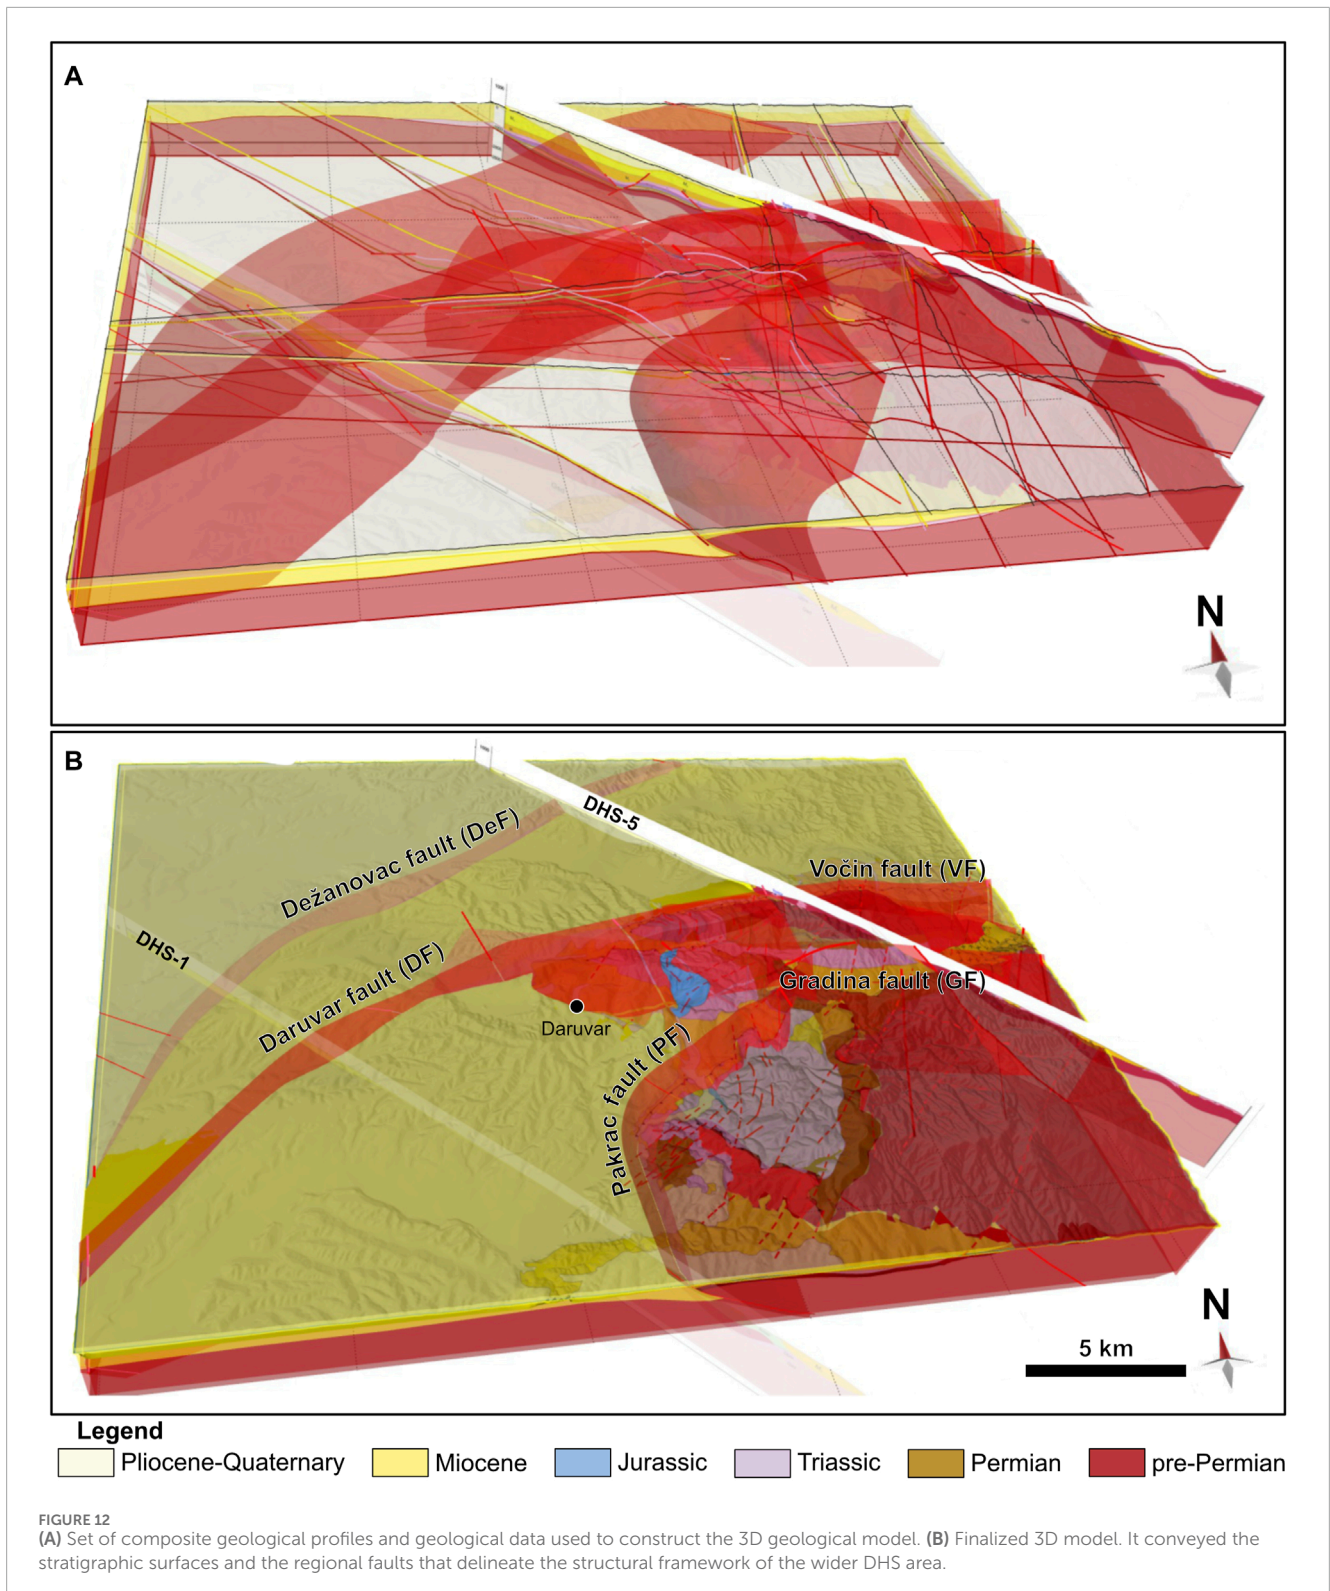 A
N
B
DHS-5
Vočin fault (VF)
Dežanovac fault (DeF)
DHS-1
Daruvar fault (DF)
Gradina fault (GF)
Daruvar
Pakrac fault (PF)
N
5 km
Legend
Pliocene-Quaternary Miocene Jurassic Triassic Permian pre-Permian
FIGURE 12
(A) Set of composite geological profiles and geological data used to construct the 3D geological model. (B) Finalized 3D model. It conveyed the
stratigraphic surfaces and the regional faults that delineate the structural framework of the wider DHS area.